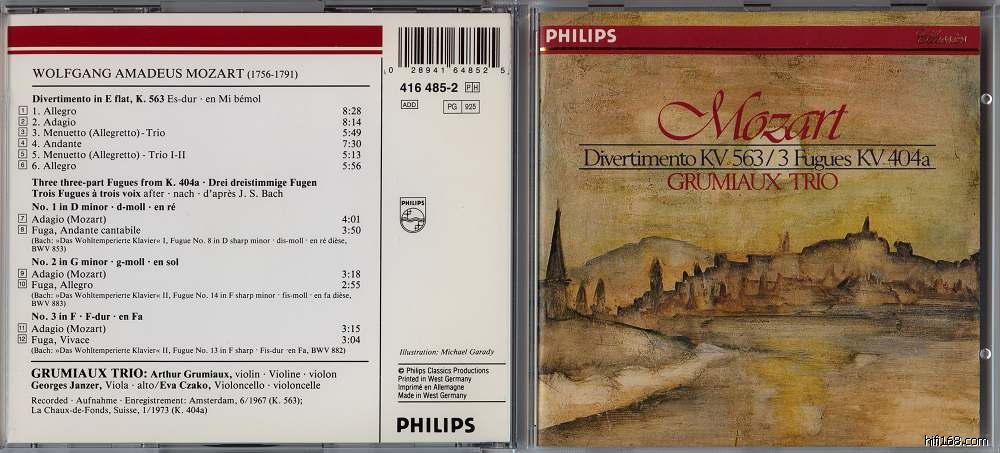 WOLFGANG AMADEUS MOZART (1756-1791)
Divertimento in E flat, K. 563 Es-dur · en Mi bémol
1 1. Allegro 8:28
2 2. Adagio 8:14
3 3. Menuetto (Allegretto) - Trio 5:49
4 4. Andante 7:30
5 5. Menuetto (Allegretto) - Trio I-II 5:13
6 6. Allegro 5:56
Three three-part Fugues from K. 404a · Drei dreistimmige Fugen
Trois Fugues à trois voix after · nach · d'après J. S. Bach
No. 1 in D minor · d-moll · en ré
7 Adagio (Mozart) 4:01
8 Fuga, Andante cantabile 3:50
(Bach: »Das Wohltemperierte Klavier« I, Fugue No. 8 in D sharp minor · dis-moll · en ré dièse,
BWV 853)
No. 2 in G minor · g-moll · en sol
9 Adagio (Mozart) 3:18
10 Fuga, Allegro 2:55
(Bach: »Das Wohltemperierte Klavier« II, Fugue No. 14 in F sharp minor · fis-moll · en fa dièse,
BWV 883)
No. 3 in F · F-dur · en Fa
11 Adagio (Mozart) 3:15
12 Fuga, Vivace 3:04
(Bach: »Das Wohltemperierte Klavier« II, Fugue No. 13 in F sharp · Fis-dur · en Fa, BWV 882)
GRUMIAUX TRIO: Arthur Grumiaux, violin · Violine · violon
Georges Janzer, Viola · alto/Eva Czako, Violoncello · violoncelle
Recorded · Aufnahme · Enregistrement: Amsterdam, 6/1967 (K. 563);
La Chaux-de-Fonds, Suisse, 1/1973 (K. 404a)
0 28941 64852 5
416 485-2 PH
ADD PG 925
PHILIPS
Illustration: Michael Garady
© Philips Classics Productions
Printed in West Germany
Imprimé en Allemagne
Made in West Germany
PHILIPS
PHILIPS
Mozart
Divertimento KV 563/3 Fugues KV 404a
GRUMIAUX TRIO
hifi168.com